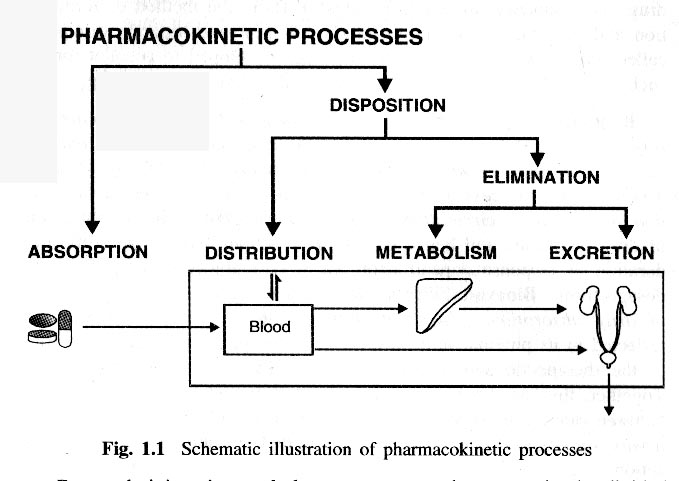 PHARMACOKINETIC PROCESSES
DISPOSITION
ELIMINATION
ABSORPTION DISTRIBUTION METABOLISM EXCRETION
Blood
Fig. 1.1 Schematic illustration of pharmacokinetic processes